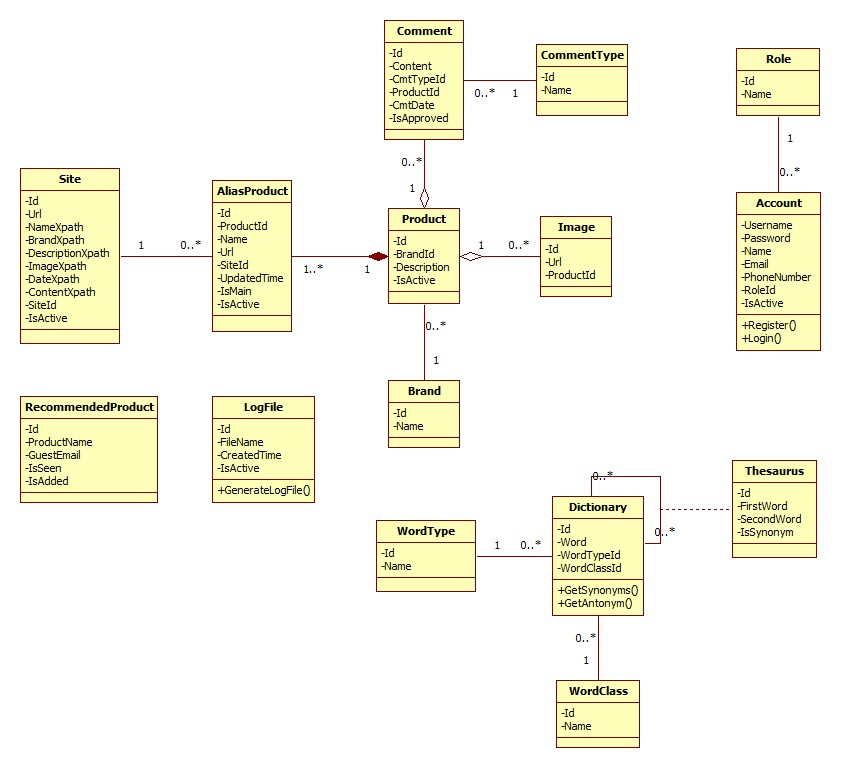 Comment
-Id
-Content
-CmtTypeId
-ProductId
-CmtDate
-IsApproved
CommentType
-Id
-Name
0..*
1
Role
-Id
-Name
1
0..*
Account
-Username
-Password
-Name
-Email
-PhoneNumber
-RoleId
-IsActive
+Register()
+Login()
0..*
1
Site
-Id
-Url
-NameXpath
-BrandXpath
-DescriptionXpath
-ImageXpath
-DateXpath
-ContentXpath
-SiteId
-IsActive
1
0..*
AliasProduct
-Id
-ProductId
-Name
-Url
-SiteId
-UpdatedTime
-IsMain
-IsActive
1..*
1
Product
-Id
-BrandId
-Description
-IsActive
1
0..*
Image
-Id
-Url
-ProductId
0..*
1
Brand
-Id
-Name
RecommendedProduct
-Id
-ProductName
-GuestEmail
-IsSeen
-IsAdded
LogFile
-Id
-FileName
-CreatedTime
-IsActive
+GenerateLogFile()
WordType
-Id
-Name
1
0..*
0..*
Dictionary
-Id
-Word
-WordTypeId
-WordClassId
+GetSynonyms()
+GetAntonym()
0..*
Thesaurus
-Id
-FirstWord
-SecondWord
-IsSynonym
0..*
1
WordClass
-Id
-Name